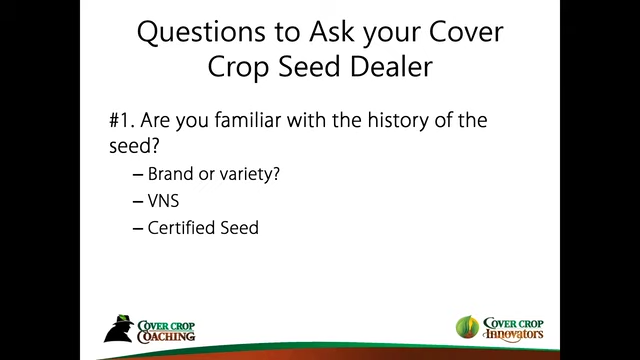 Questions to Ask your Cover
Crop Seed Dealer
#1. Are you familiar with the history of the
seed?
– Brand or variety?
– VNS
– Certified Seed
COVER CROP
COACHING
COVER CROP
INNOVATORS